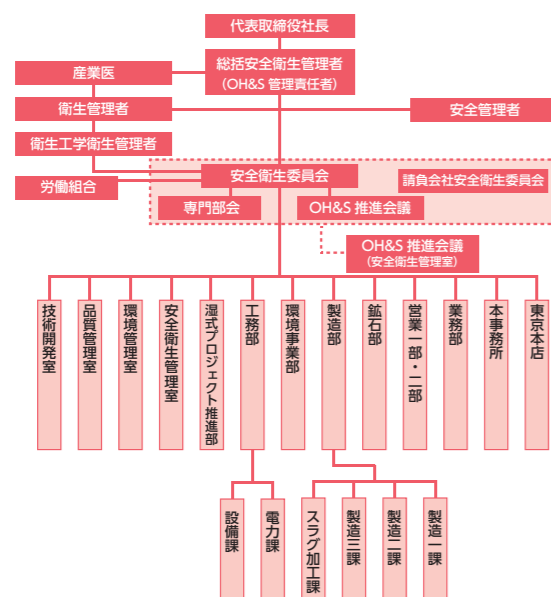 代表取締役社長
総括安全衛生管理者
（OH&S 管理責任者）
産業医
衛生管理者
安全管理者
衛生工学衛生管理者
安全衛生委員会
請負会社安全衛生委員会
労働組合
専門部会
OH&S 推進会議
OH&S 推進会議
（安全衛生管理室）
技術開発室
品質管理室
環境管理室
安全衛生管理室
湿式プロジェクト推進部
工務部
環境事業部
製造部
鉱石部
営業一部・二部
業務部
本事務所
東京本店
設備課
電力課
スラグ加工課
製造三課
製造二課
製造一課